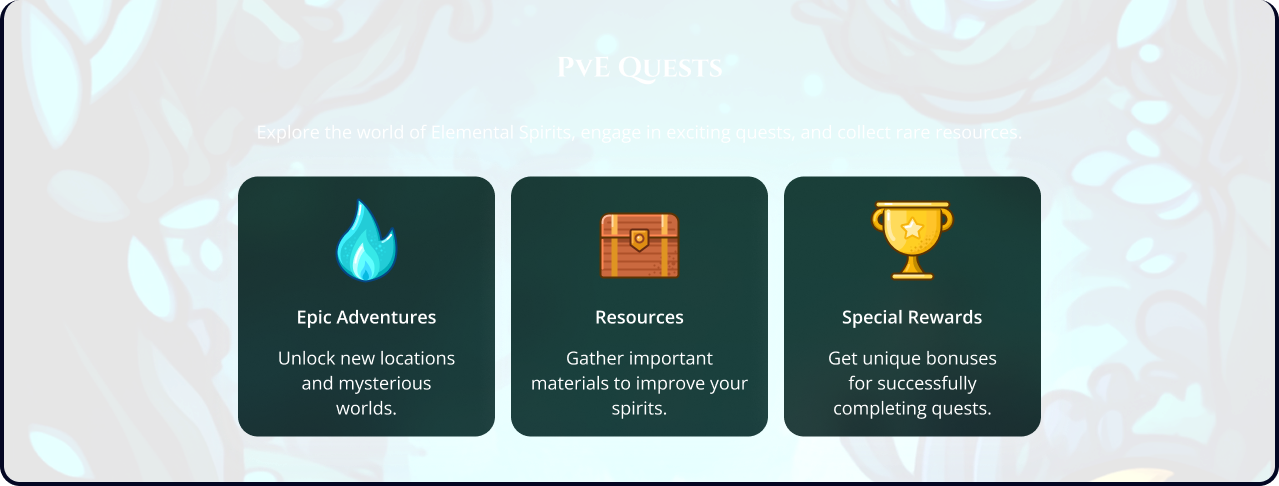 PvE Quests
Explore the world of Elemental Spirits, engage in exciting quests, and collect rare resources.
Epic Adventures
Unlock new locations
and mysterious
worlds.
Resources
Gather important
materials to improve your
spirits.
Special Rewards
Get unique bonuses
for successfully
completing quests.